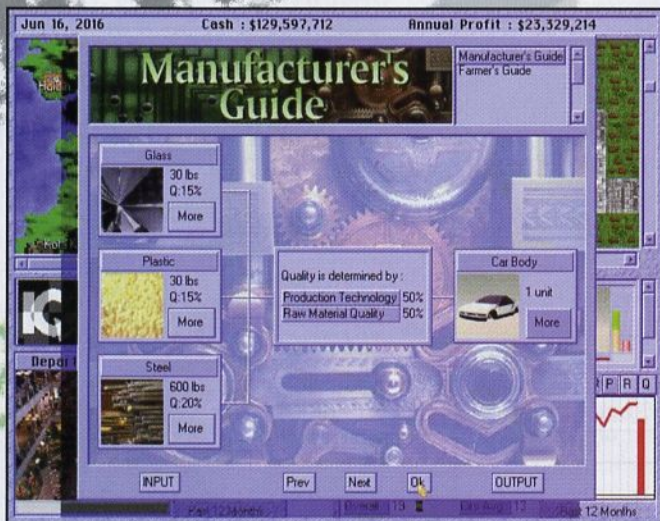 Jun 16, 2016 Cash : $129,597,712 Annual Profit : $23,329,214
Manufacturer's
Guide
Manufacturer's Guide
Farmer's Guide
Glass
30 lbs
Q:15%
More
Plastic
30 lbs
Q:15%
More
Steel
600 lbs
Q:20%
More
Quality is determined by :
Production Technology 50%
Raw Material Quality 50%
Car Body
1 unit
More
P R Q
INPUT Prev Next Ok OUTPUT
Past 12 Months